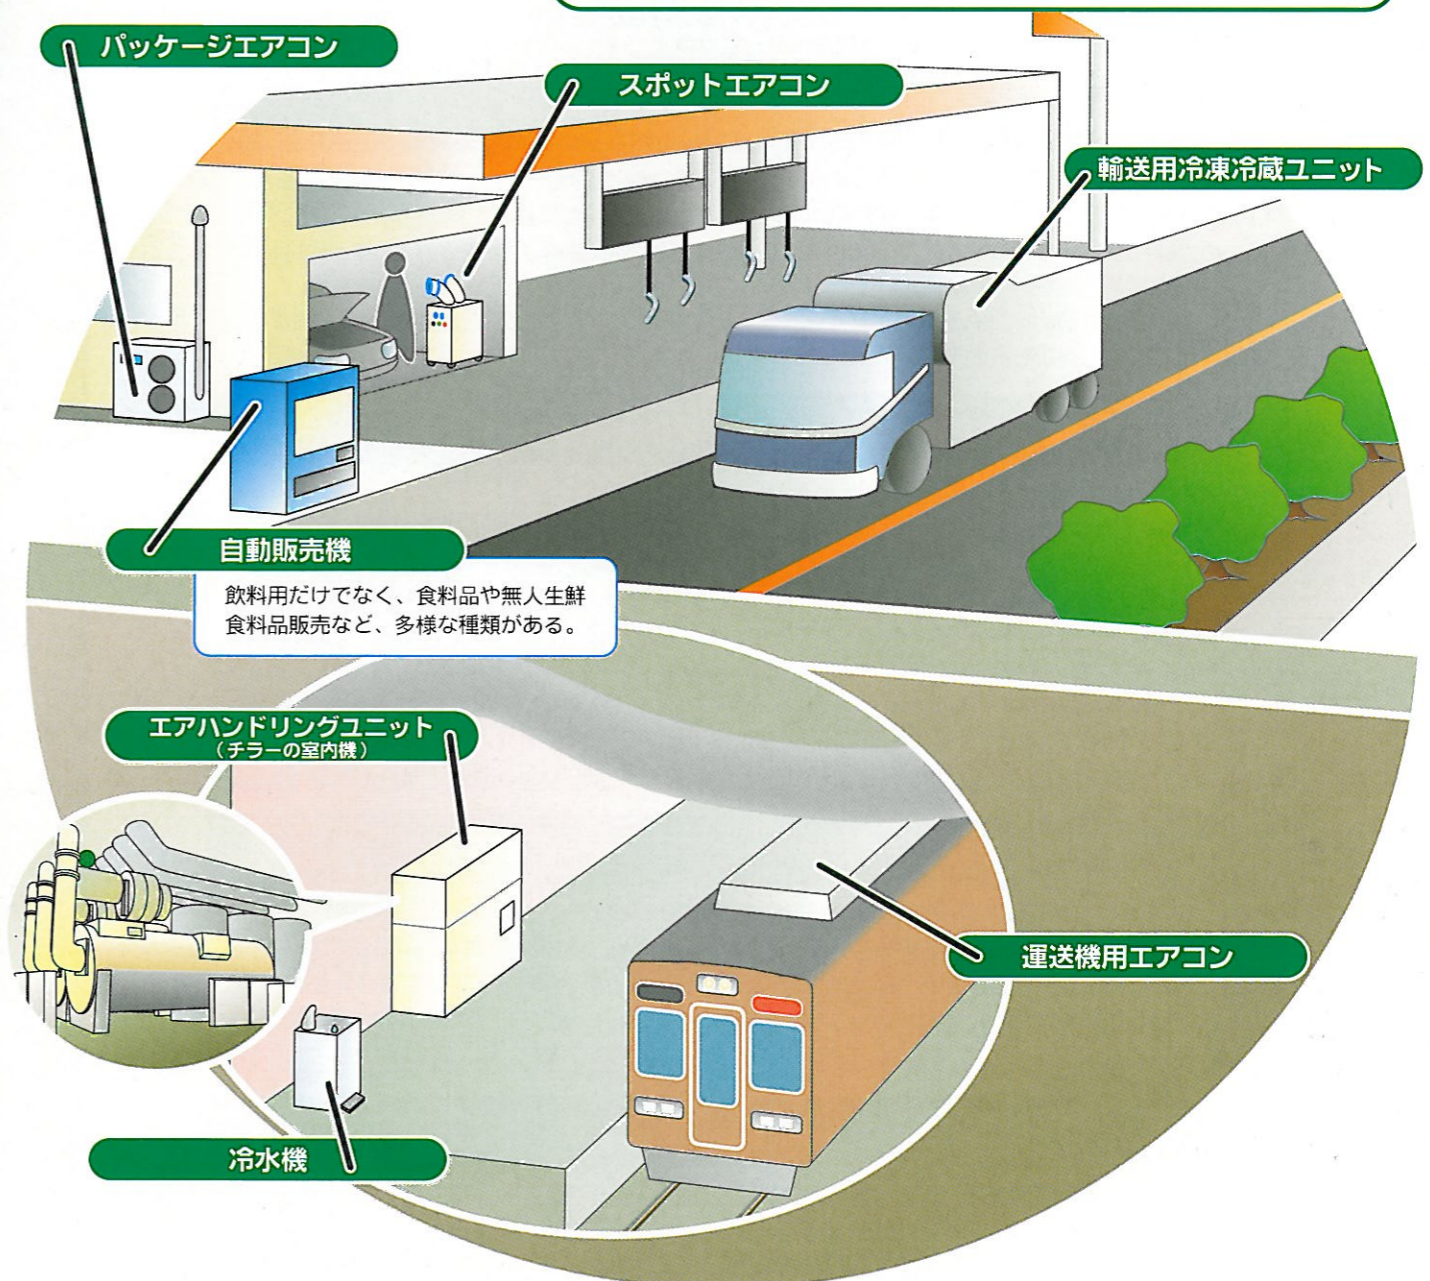 パッケージエアコン
スポットエアコン
輸送用冷凍冷蔵ユニット
自動販売機
飲料用だけでなく、食料品や無人生鮮
食料品販売など、多様な種類がある。
エアハンドリングユニット
（チラーの室内機）
運送機用エアコン
冷水機